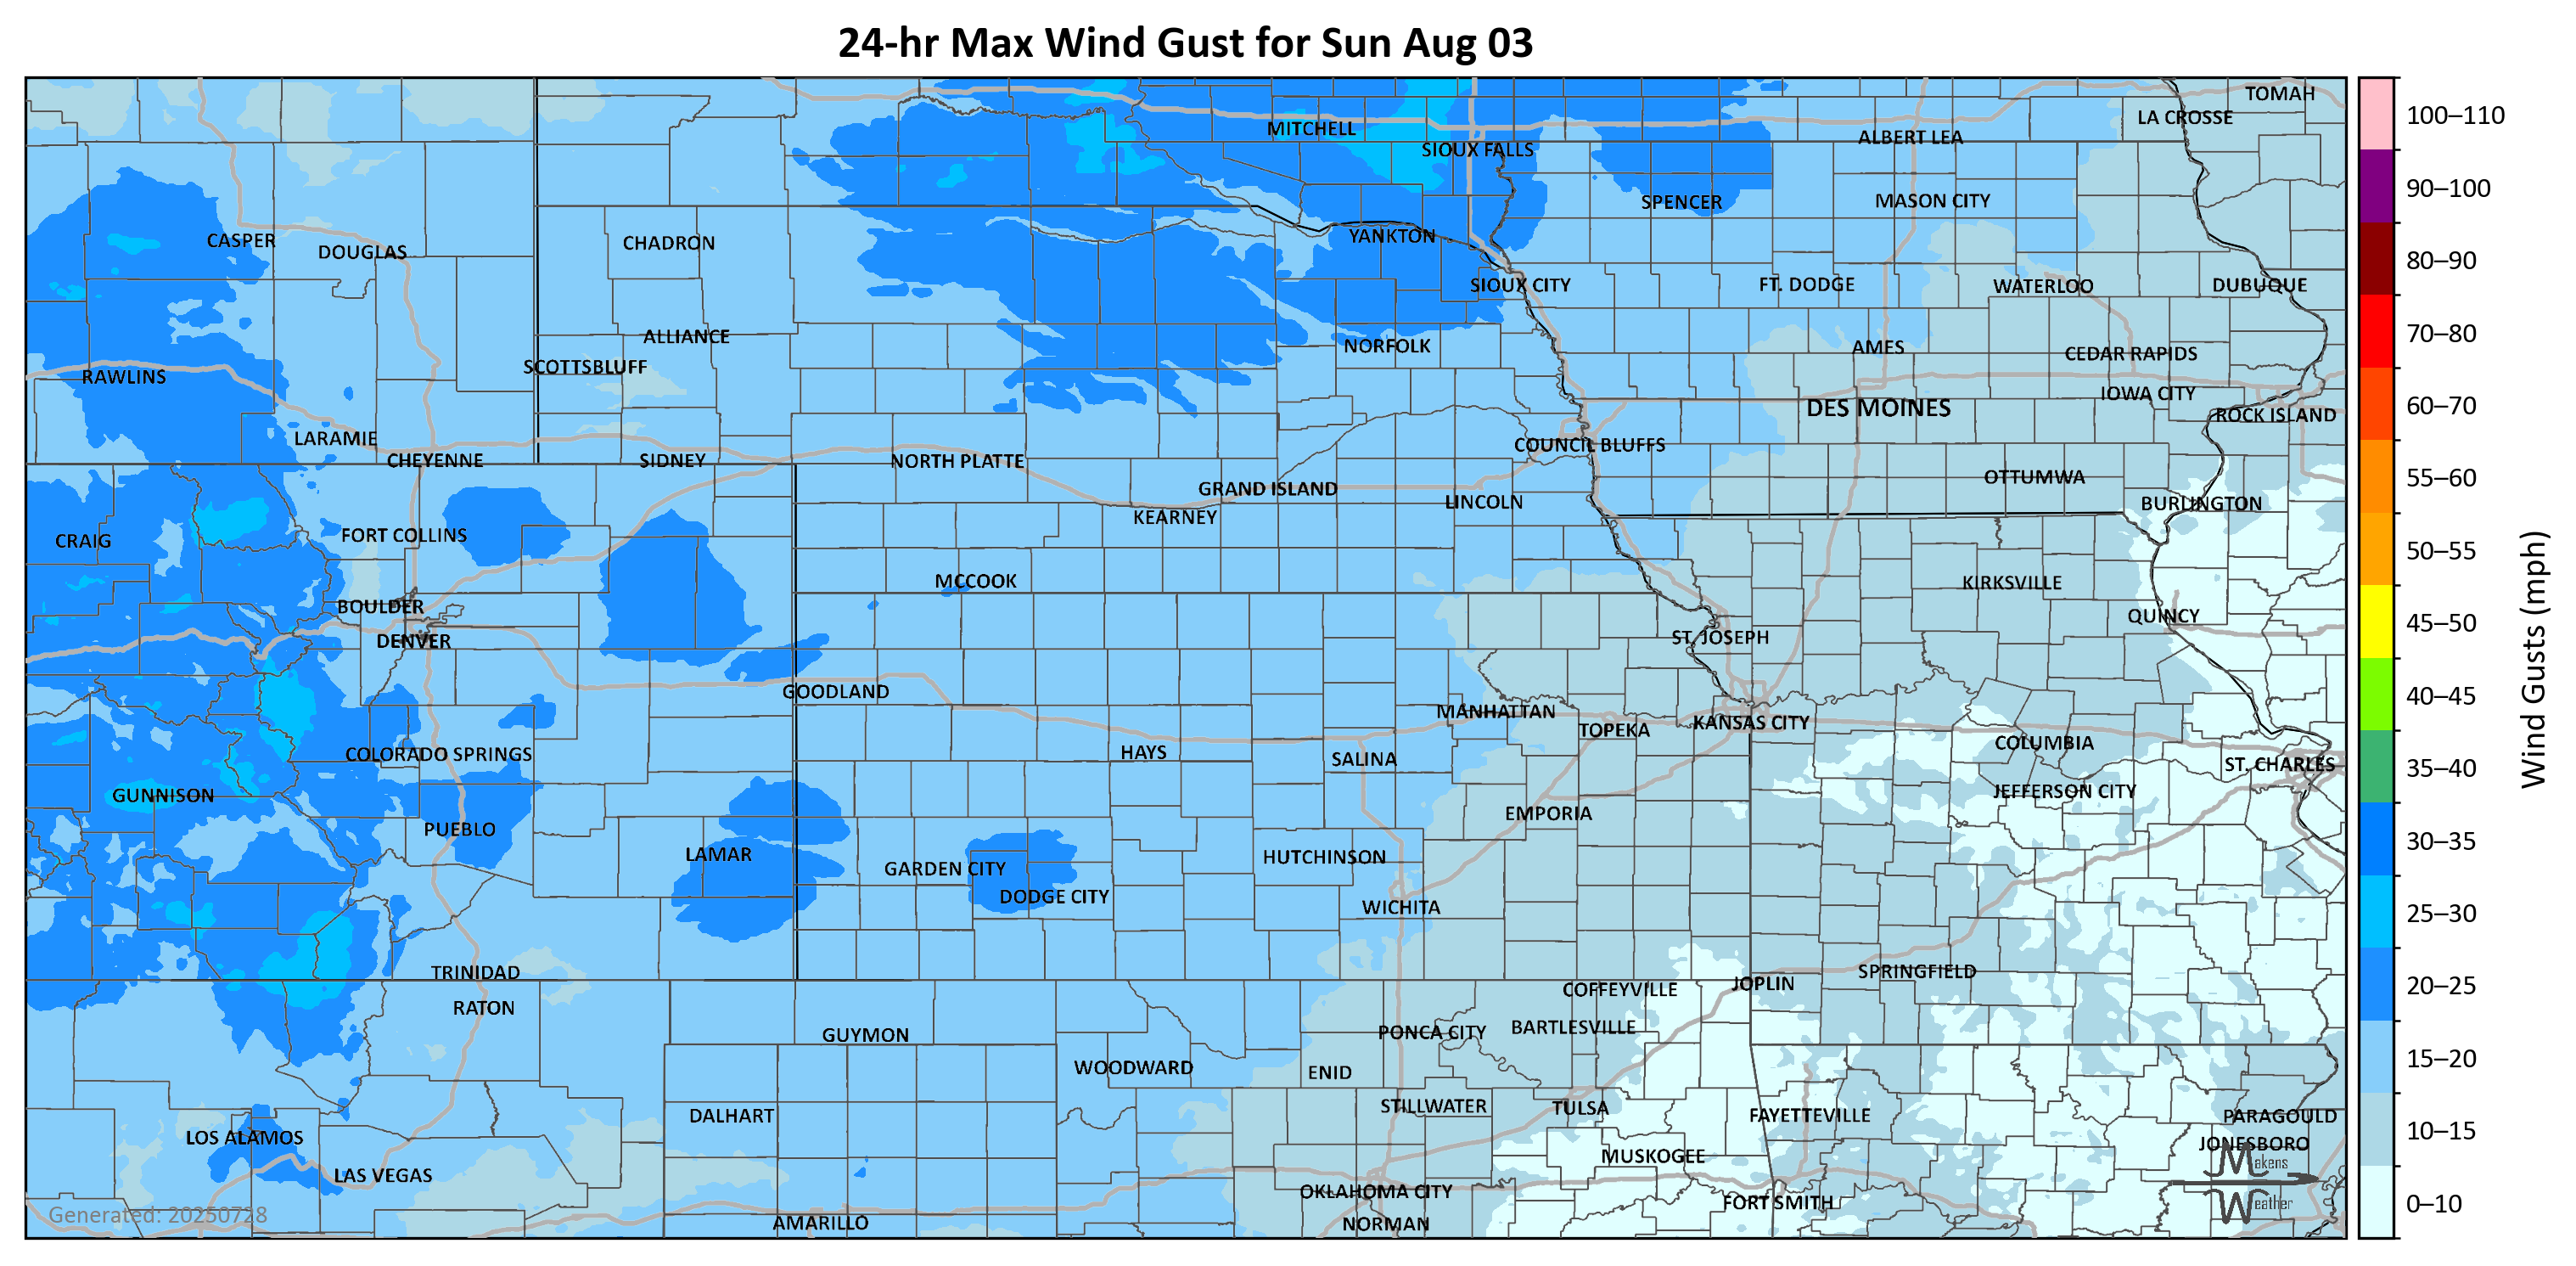 24-hr Max Wind Gust for Sun Aug 03
TOMAH
LA CROSSE
MITCHELL
ALBERT LEA
SIOUX FALLS
SPENCER
MASON CITY
CASPER
DOUGLAS
CHADRON
YANKTON
SIOUX CITY
FT. DODGE
WATERLOO
DUBUQUE
ALLIANCE
NORFOLK
AMES
CEDAR RAPIDS
SCOTTSBLUFF
RAWLINS
IOWA CITY
DES MOINES
ROCK ISLAND
LARAMIE
COUNCIL BLUFFS
CHEYENNE
SIDNEY
NORTH PLATTE
OTTUMWA
GRAND ISLAND
LINCOLN
BURLINGTON
KEARNEY
CRAIG
FORT COLLINS
MCCOOK
KIRKSVILLE
BOULDER
QUINCY
DENVER
ST. JOSEPH
GOODLAND
MANHATTAN
TOPEKA
KANSAS CITY
COLUMBIA
COLORADO SPRINGS
HAYS
SALINA
ST. CHARLES
GUNNISON
JEFFERSON CITY
EMPORIA
PUEBLO
LAMAR
HUTCHINSON
GARDEN CITY
DODGE CITY
WICHITA
TRINIDAD
SPRINGFIELD
JOPLIN
COFFEYVILLE
RATON
GUYMON
PONCA CITY
BARTLESVILLE
WOODWARD
ENID
STILLWATER
TULSA
DALHART
FAYETTEVILLE
PARAGOULD
LOS ALAMOS
JONESBORO
MUSKOGEE
LAS VEGAS
OKLAHOMA CITY
FORT SMITH
AMARILLO
NORMAN
Generated: 20250728
Makens
Weather
100–110
90–100
80–90
70–80
60–70
55–60
50–55
45–50
40–45
35–40
30–35
25–30
20–25
15–20
10–15
0–10
Wind Gusts (mph)